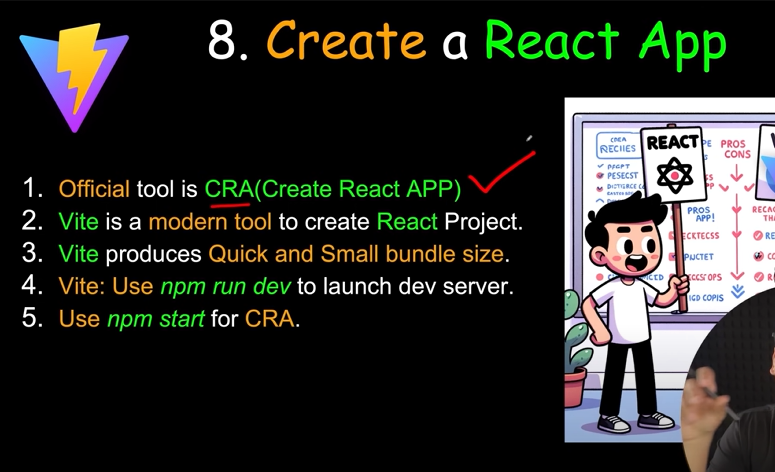 8. Create a React App
1. Official tool is CRA(Create React APP)
2. Vite is a modern tool to create React Project.
3. Vite produces Quick and Small bundle size.
4. Vite: Use npm run dev to launch dev server.
5. Use npm start for CRA.
REACT
PROS
CONS
PROS
APP!